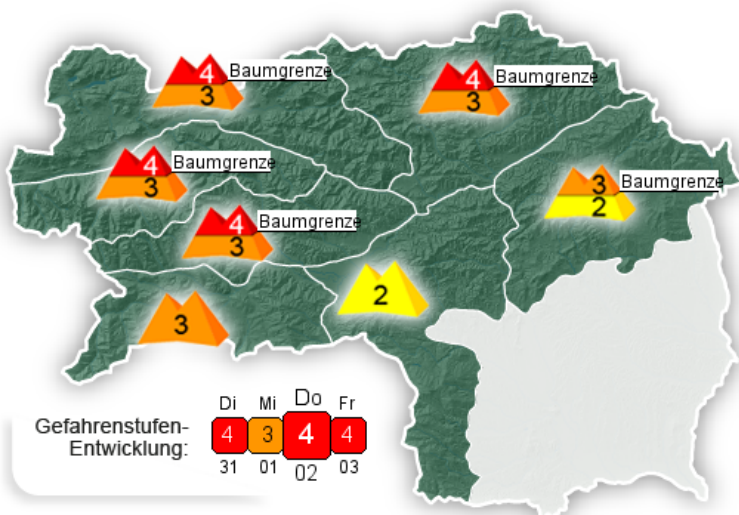 4 Baumgrenze
3
4 Baumgrenze
3
4 Baumgrenze
3
3 Baumgrenze
2
4 Baumgrenze
3
2
3
Gefahrenstufen-
Entwicklung:
Di Mi Do Fr
4 3 4 4
31 01 02 03